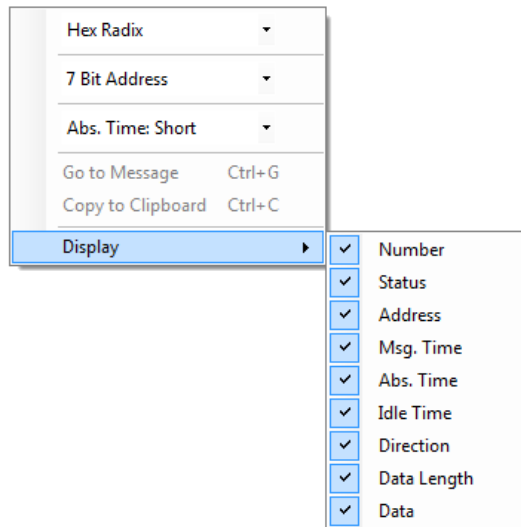 Hex Radix
7 Bit Address
Abs. Time: Short
Go to Message Ctrl+G
Copy to Clipboard Ctrl+C
Display
Number
Status
Address
Msg. Time
Abs. Time
Idle Time
Direction
Data Length
Data